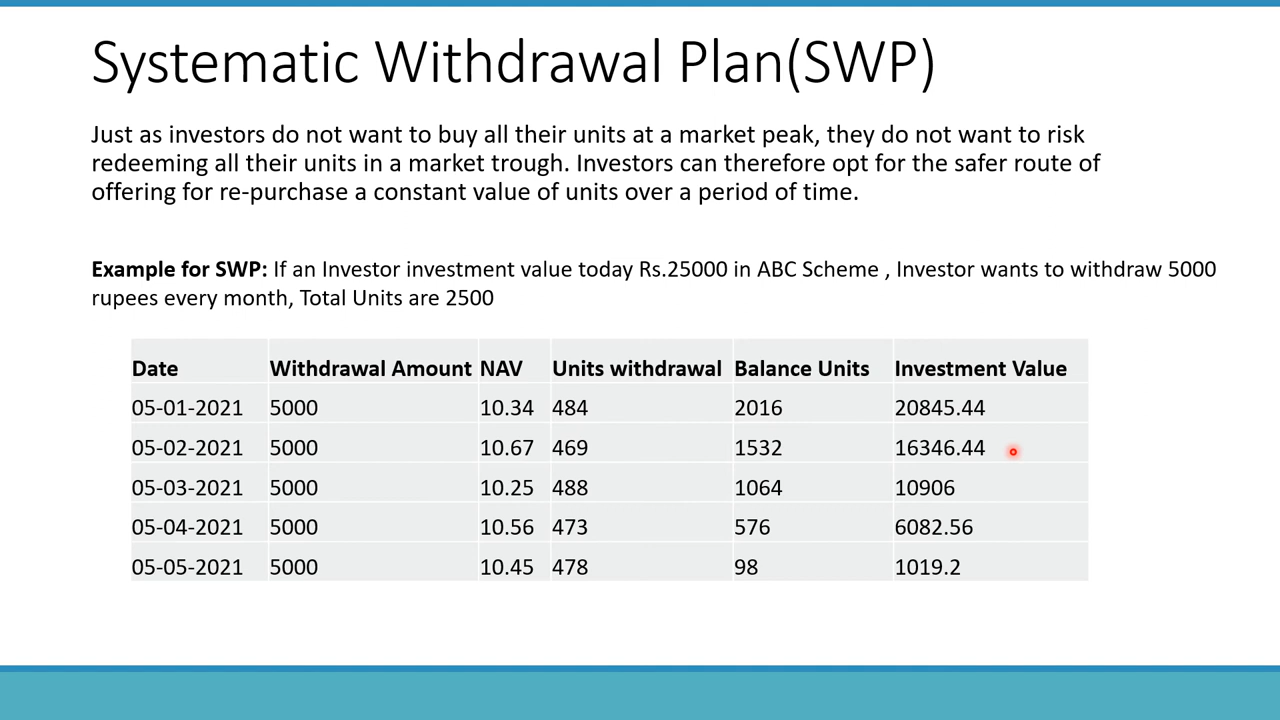 Systematic Withdrawal Plan(SWP)
Just as investors do not want to buy all their units at a market peak, they do not want to risk
redeeming all their units in a market trough. Investors can therefore opt for the safer route of
offering for re-purchase a constant value of units over a period of time.
Example for SWP: If an Investor investment value today Rs.25000 in ABC Scheme , Investor wants to withdraw 5000
rupees every month, Total Units are 2500
Date Withdrawal Amount NAV Units withdrawal Balance Units Investment Value
05-01-2021 5000 10.34 484 2016 20845.44
05-02-2021 5000 10.67 469 1532 16346.44
05-03-2021 5000 10.25 488 1064 10906
05-04-2021 5000 10.56 473 576 6082.56
05-05-2021 5000 10.45 478 98 1019.2